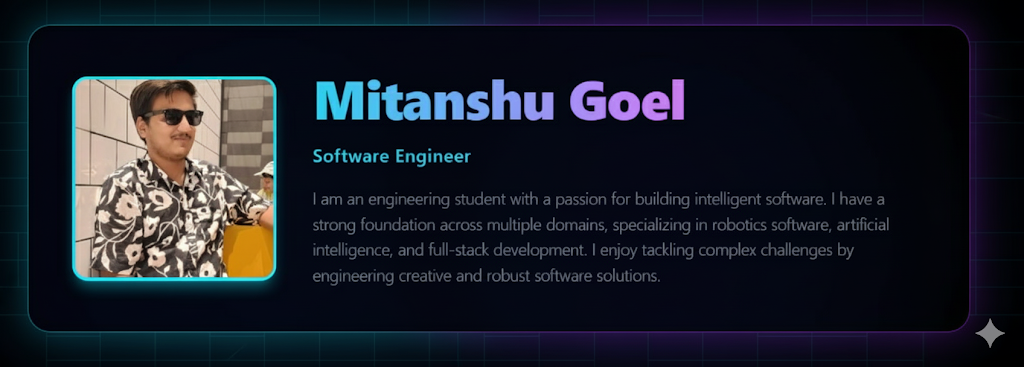 Mitanshu Goel
Software Engineer
I am an engineering student with a passion for building intelligent software. I have a
strong foundation across multiple domains, specializing in robotics software, artificial
intelligence, and full-stack development. I enjoy tackling complex challenges by
engineering creative and robust software solutions.